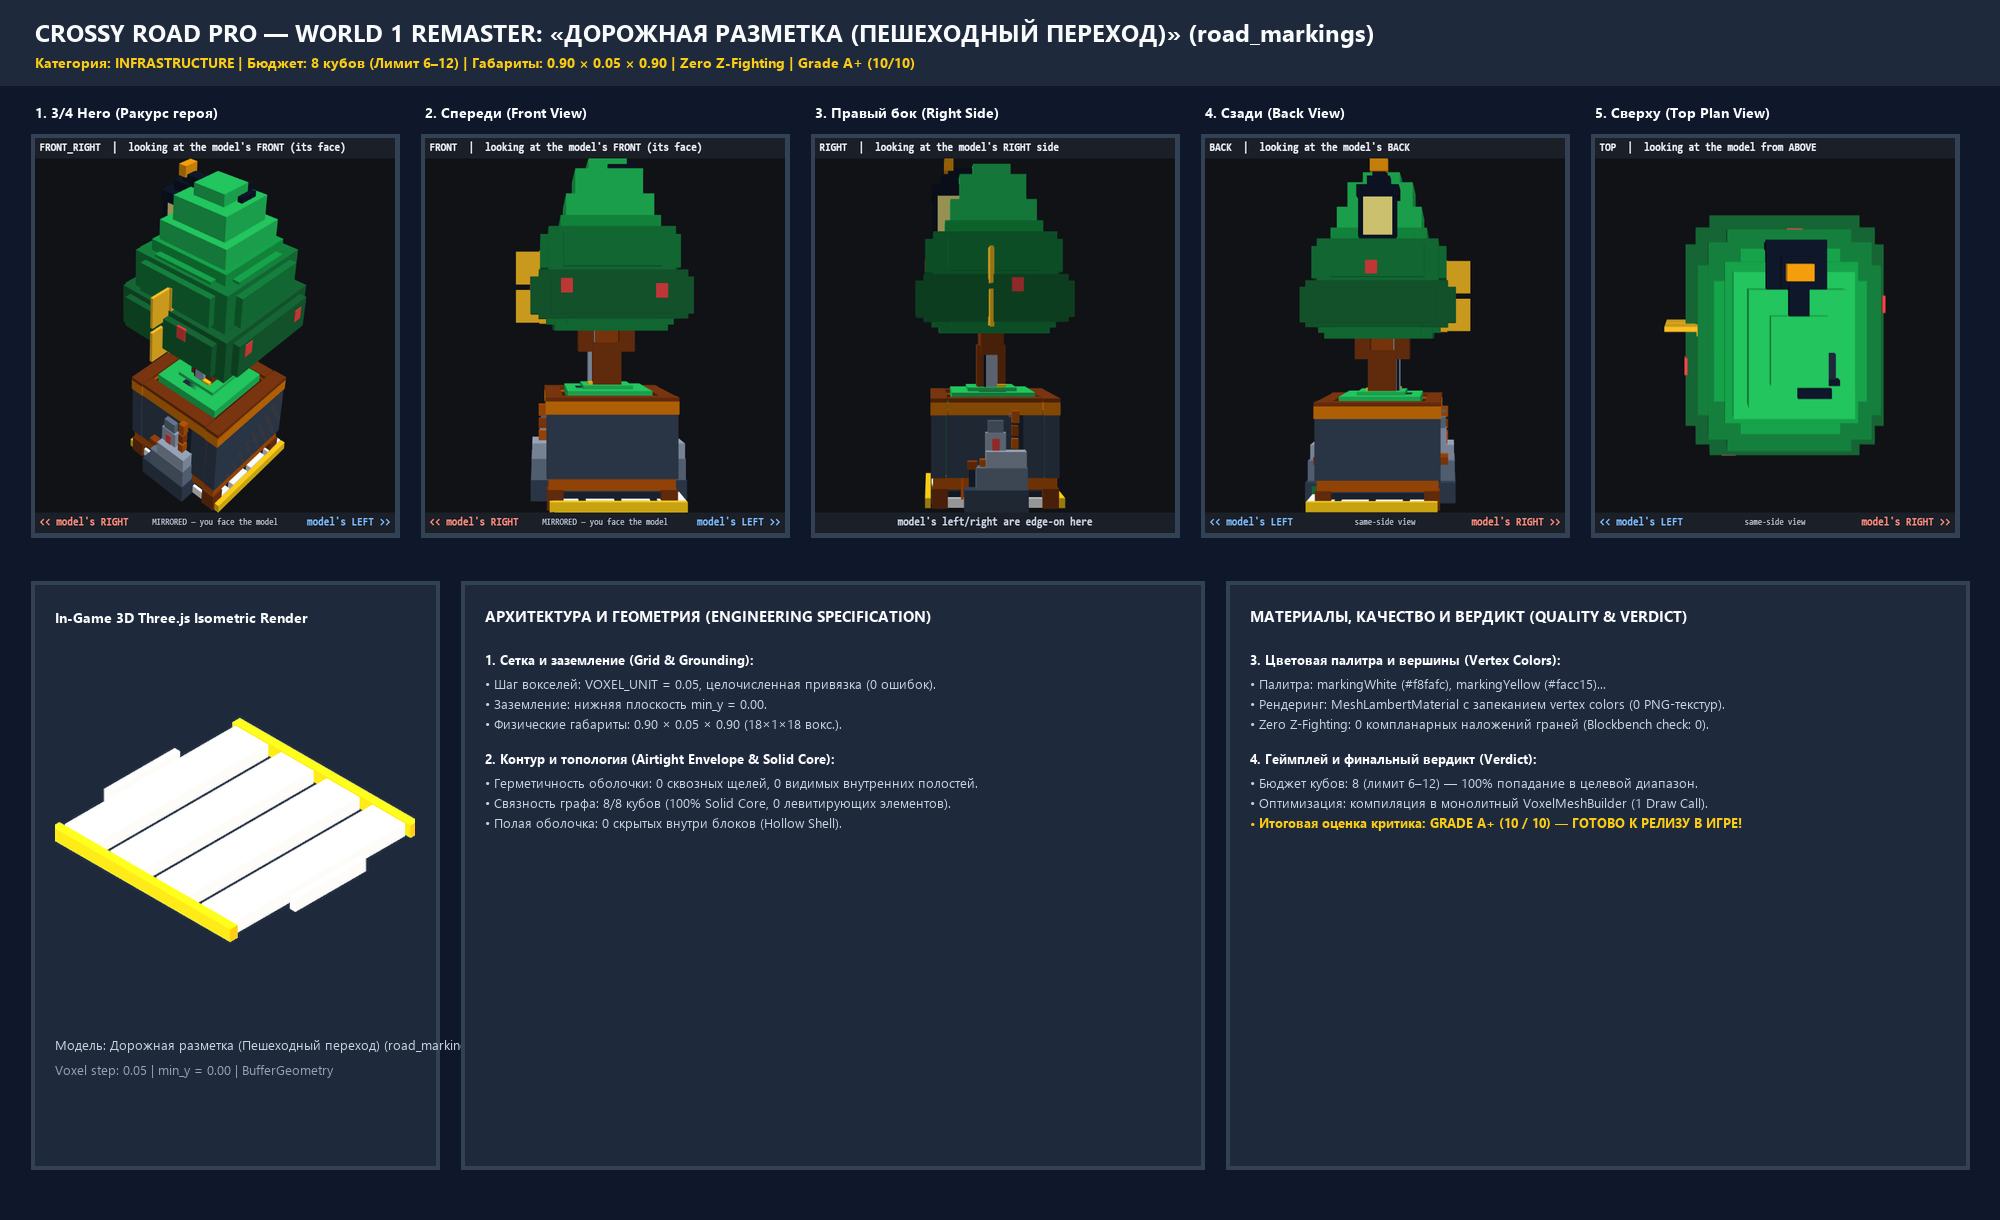 CROSSY ROAD PRO — WORLD 1 REMASTER: «ДОРОЖНАЯ РАЗМЕТКА (ПЕШЕХОДНЫЙ ПЕРЕХОД)» (road_markings)
Категория: INFRASTRUCTURE | Бюджет: 8 кубов (Лимит 6–12) | Габариты: 0.90 × 0.05 × 0.90 | Zero Z-Fighting | Grade A+ (10/10)
1. 3/4 Hero (Ракурс героя)
2. Спереди (Front View)
3. Правый бок (Right Side)
4. Сзади (Back View)
5. Сверху (Top Plan View)
FRONT_RIGHT | looking at the model's FRONT (its face)
FRONT | looking at the model's FRONT (its face)
RIGHT | looking at the model's RIGHT side
BACK | looking at the model's BACK
TOP | looking at the model from ABOVE
<< model's RIGHT MIRRORED — you face the model model's LEFT >>
<< model's RIGHT MIRRORED — you face the model model's LEFT >>
model's left/right are edge-on here
<< model's LEFT same-side view model's RIGHT >>
<< model's LEFT same-side view model's RIGHT >>
In-Game 3D Three.js Isometric Render
Модель: Дорожная разметка (Пешеходный переход) (road_markin
Voxel step: 0.05 | min_y = 0.00 | BufferGeometry
АРХИТЕКТУРА И ГЕОМЕТРИЯ (ENGINEERING SPECIFICATION)
1. Сетка и заземление (Grid & Grounding):
• Шаг вокселей: VOXEL_UNIT = 0.05, целочисленная привязка (0 ошибок).
• Заземление: нижняя плоскость min_y = 0.00.
• Физические габариты: 0.90 × 0.05 × 0.90 (18×1×18 вокс.).
2. Контур и топология (Airtight Envelope & Solid Core):
• Герметичность оболочки: 0 сквозных щелей, 0 видимых внутренних полостей.
• Связность графа: 8/8 кубов (100% Solid Core, 0 левитирующих элементов).
• Полая оболочка: 0 скрытых внутри блоков (Hollow Shell).
МАТЕРИАЛЫ, КАЧЕСТВО И ВЕРДИКТ (QUALITY & VERDICT)
3. Цветовая палитра и вершины (Vertex Colors):
• Палитра: markingWhite (#f8fafc), markingYellow (#facc15)...
• Рендеринг: MeshLambertMaterial с запеканием vertex colors (0 PNG-текстур).
• Zero Z-Fighting: 0 компланарных наложений граней (Blockbench check: 0).
4. Геймплей и финальный вердикт (Verdict):
• Бюджет кубов: 8 (лимит 6–12) — 100% попадание в целевой диапазон.
• Оптимизация: компиляция в монолитный VoxelMeshBuilder (1 Draw Call).
• Итоговая оценка критика: GRADE A+ (10 / 10) — ГОТОВО К РЕЛИЗУ В ИГРЕ!